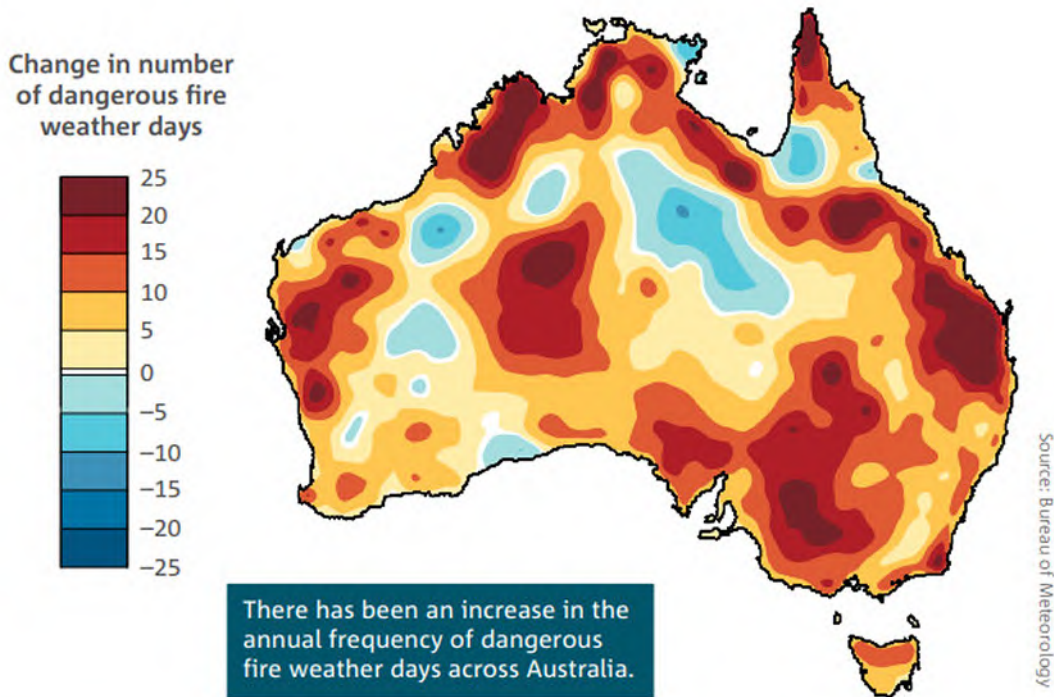 Change in number
of dangerous fire
weather days
25
20
15
10
5
0
−5
−10
−15
−20
−25
There has been an increase in the
annual frequency of dangerous
fire weather days across Australia.
Source: Bureau of Meteorology